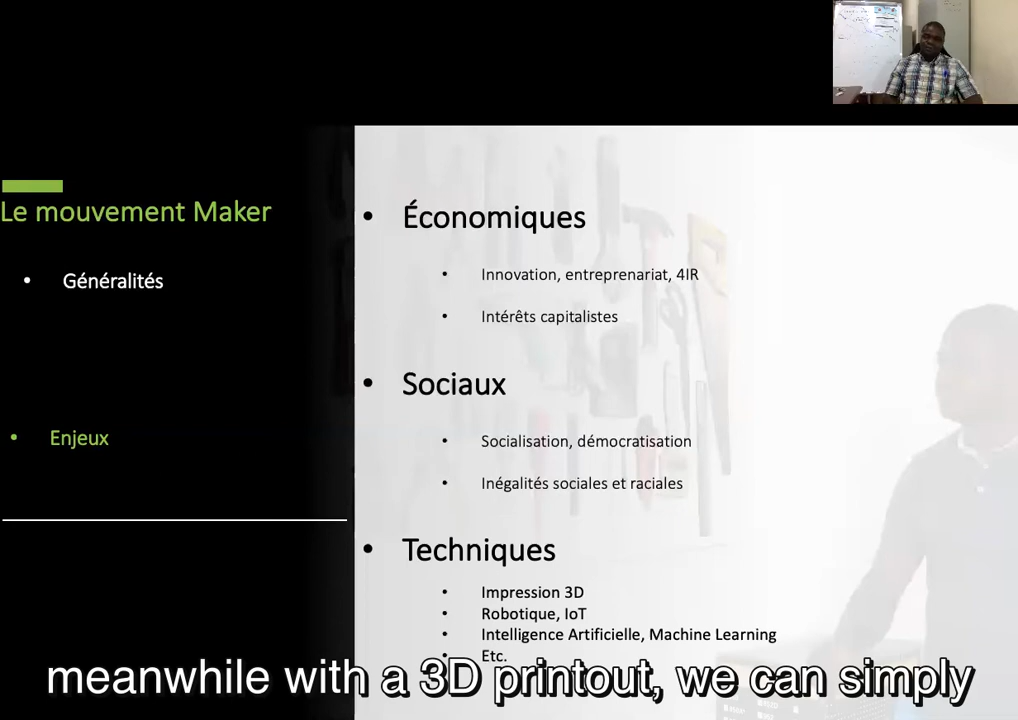 Le mouvement Maker
• Généralités
• Enjeux
• Économiques
• Innovation, entreprenariat, 4IR
• Intérêts capitalistes
• Sociaux
• Socialisation, démocratisation
• Inégalités sociales et raciales
• Techniques
• Impression 3D
• Robotique, IoT
• Intelligence Artificielle, Machine Learning
• Etc.
meanwhile with a 3D printout, we can simply